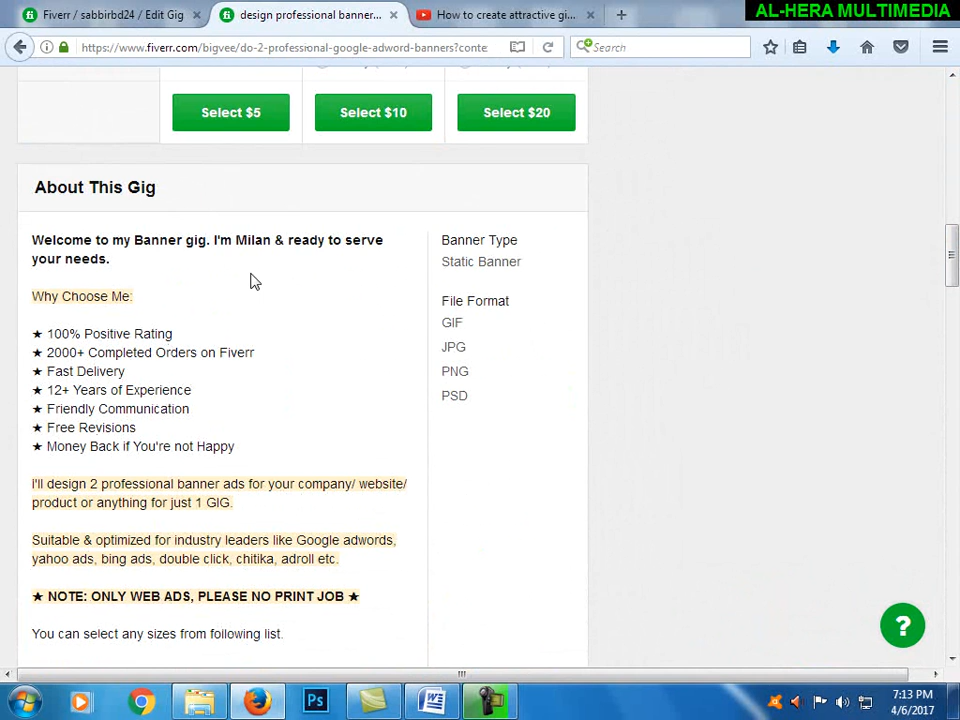 Fiverr / sabbirbd24 / Edit Gig
design professional banner...
How to create attractive gi...
AL-HERA MULTIMEDIA
https://www.fiverr.com/bigvee/do-2-professional-google-adword-banners?conte
Search
Select $5
Select $10
Select $20
About This Gig
Welcome to my Banner gig. I'm Milan & ready to serve
your needs.
Why Choose Me:
★ 100% Positive Rating
★ 2000+ Completed Orders on Fiverr
★ Fast Delivery
★ 12+ Years of Experience
★ Friendly Communication
★ Free Revisions
★ Money Back if You're not Happy
I'll design 2 professional banner ads for your company/ website/
product or anything for just 1 GIG.
Suitable & optimized for industry leaders like Google adwords,
yahoo ads, bing ads, double click, chitika, adroll etc.
★ NOTE: ONLY WEB ADS, PLEASE NO PRINT JOB ★
You can select any sizes from following list.
Banner Type
Static Banner
File Format
GIF
JPG
PNG
PSD
?
Ps
7:13 PM
4/6/2017